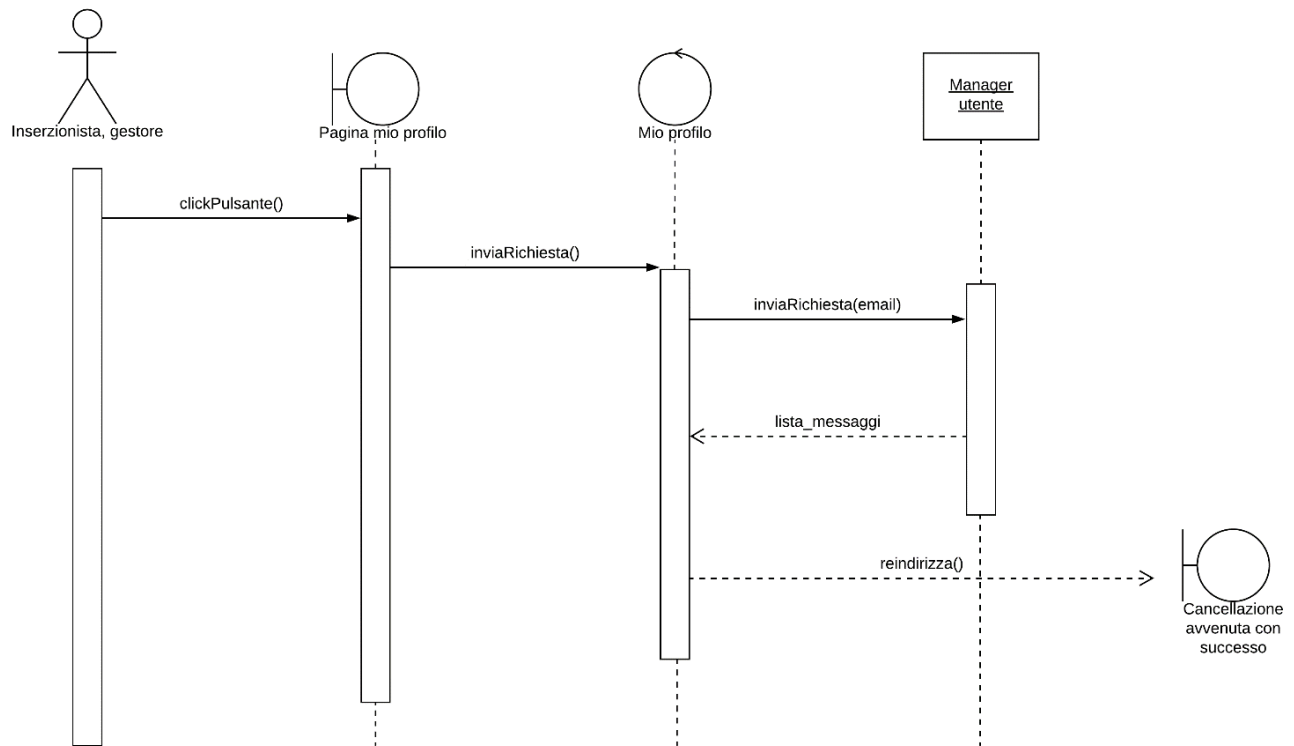 Inserzionista, gestore
Pagina mio profilo
Mio profilo
Manager
utente
clickPulsante()
inviaRichiesta()
inviaRichiesta(email)
lista_messaggi
reindirizza()
Cancellazione
avvenuta con
successo